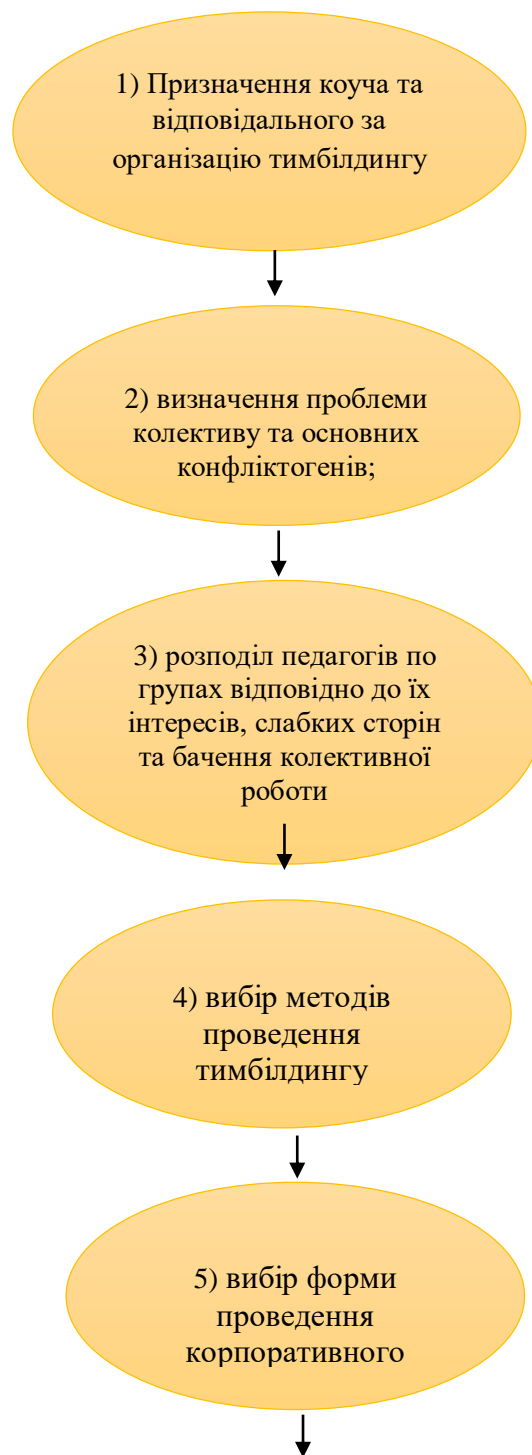 1) Призначення коуча та
відповідального за
організацію тимбілдингу
2) визначення проблеми
колективу та основних
конфліктогенів;
3) розподіл педагогів по
групах відповідно до їх
інтересів, слабких сторін
та бачення колективної
роботи
4) вибір методів
проведення
тимбілдингу
5) вибір форми
проведення
корпоративного